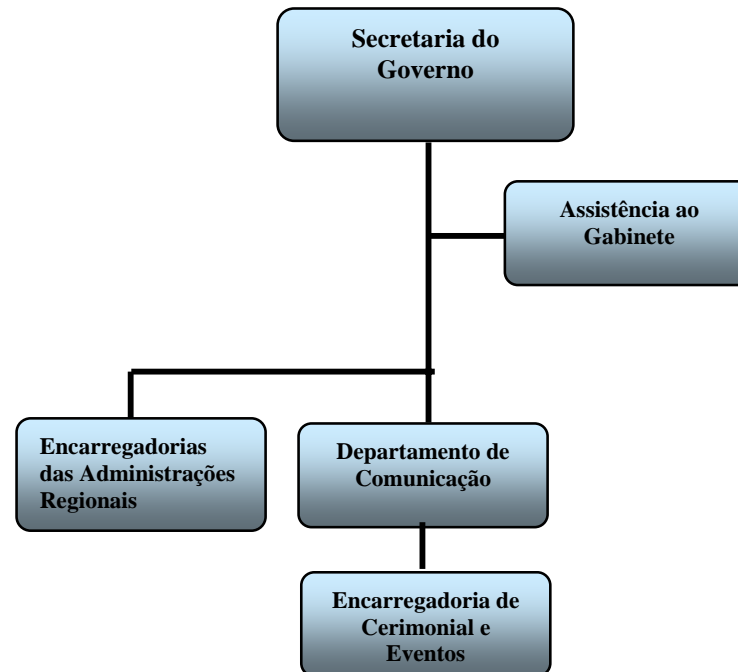 Secretaria do
Governo
Assistência ao
Gabinete
Encarregadorias
das Administrações
Regionais
Departamento de
Comunicação
Encarregadoria de
Cerimonial e
Eventos